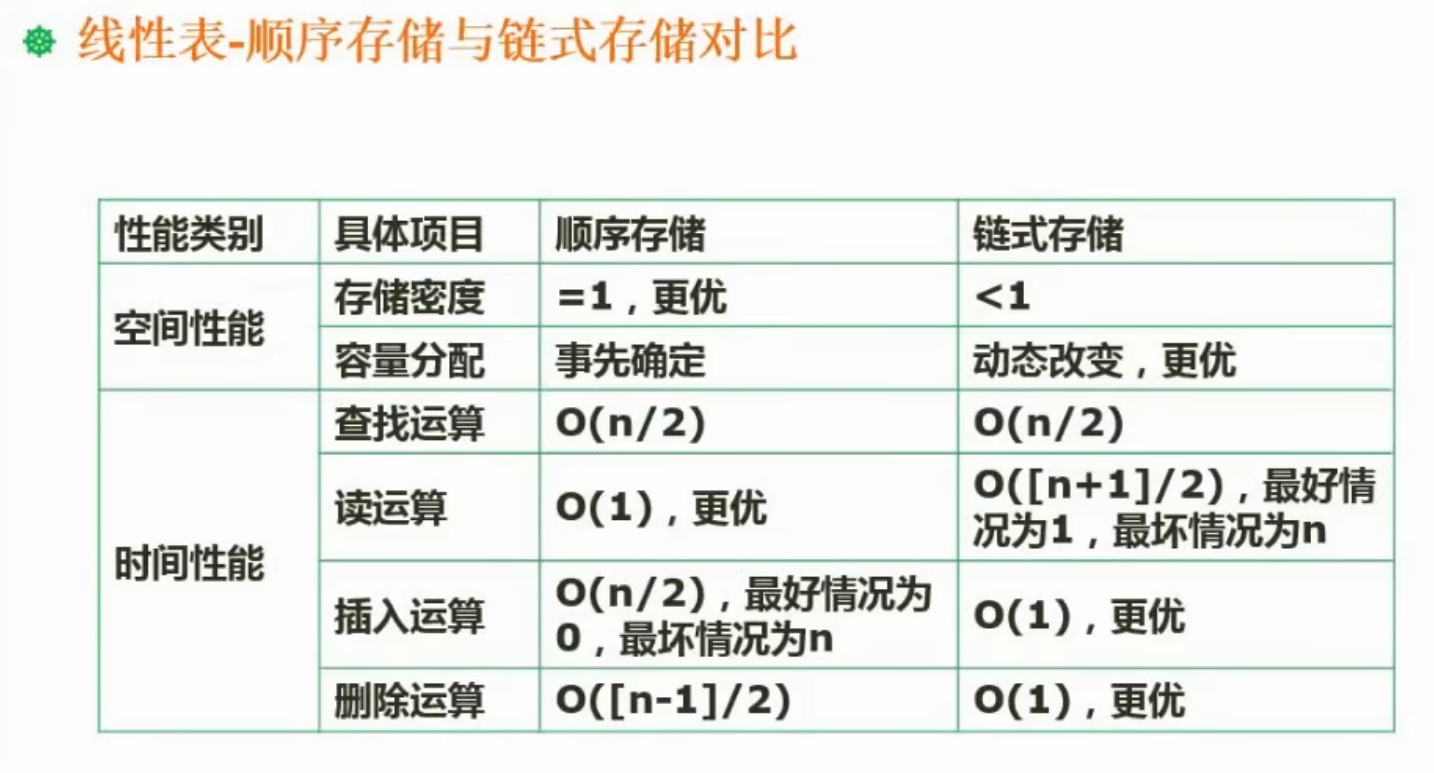 线性表-顺序存储与链式存储对比
性能类别 具体项目 顺序存储 链式存储
空间性能
存储密度 =1，更优 <1
容量分配 事先确定 动态改变，更优
时间性能
查找运算 O(n/2) O(n/2)
读运算 O(1)，更优
O([n+1]/2)，最好情
况为1，最坏情况为n
插入运算
O(n/2)，最好情况为
0，最坏情况为n
O(1)，更优
删除运算 O([n-1]/2) O(1)，更优